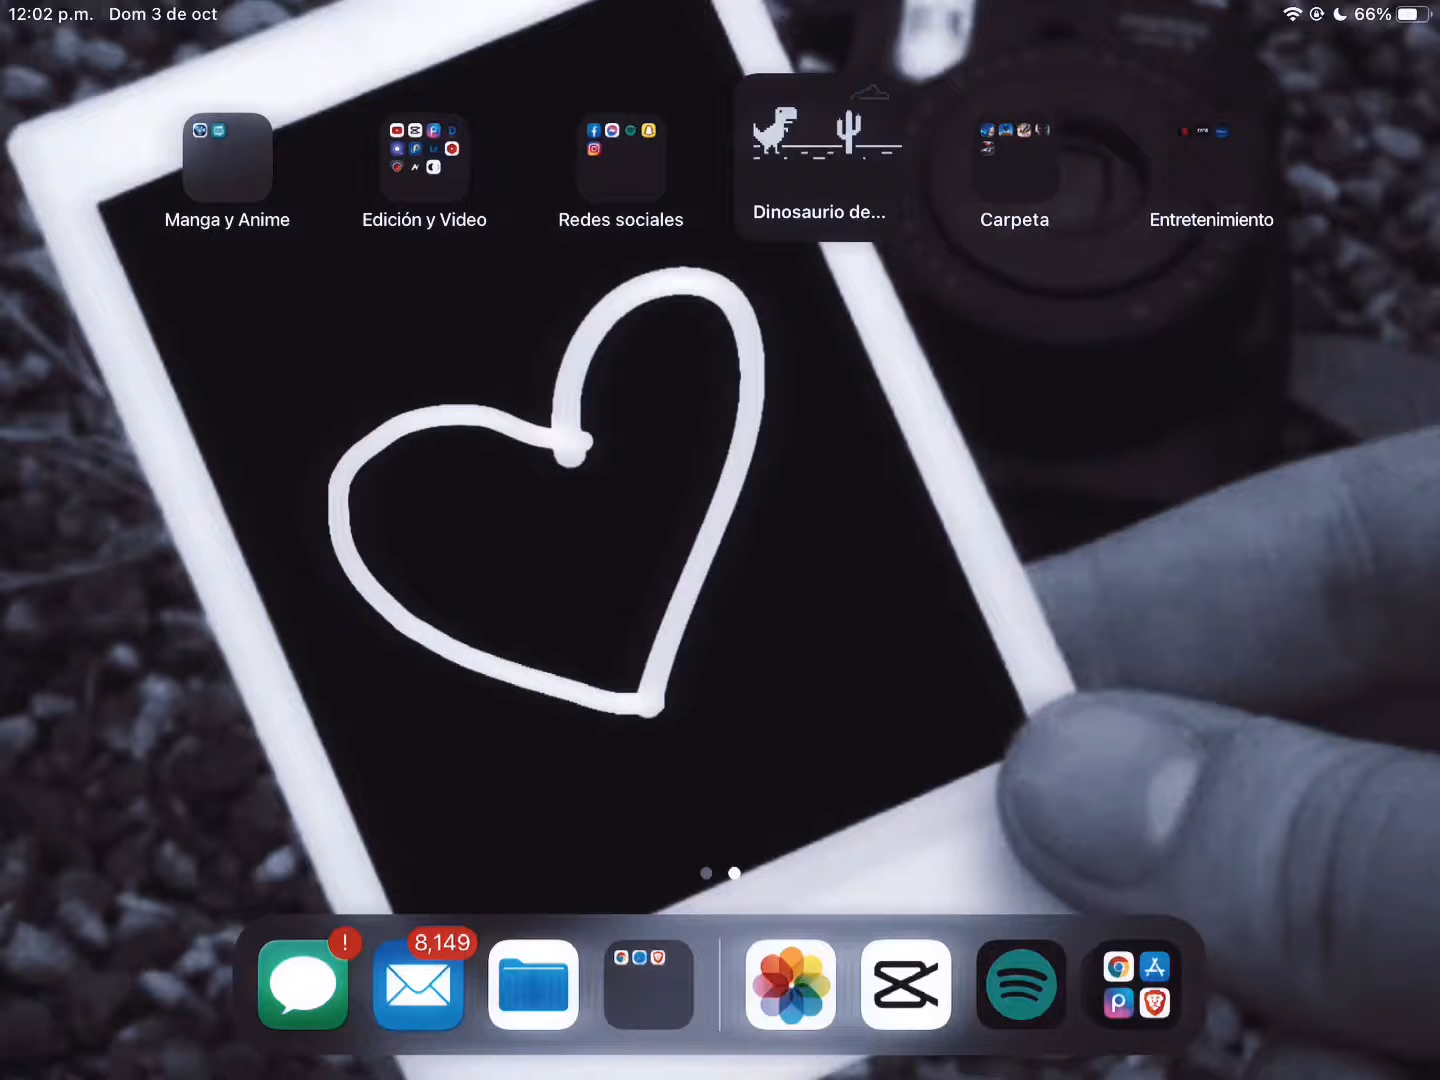 12:02 p.m. Dom 3 de oct
66%
Manga y Anime
Edición y Video
Redes sociales
Dinosaurio de...
Carpeta
Entretenimiento
!
8,149